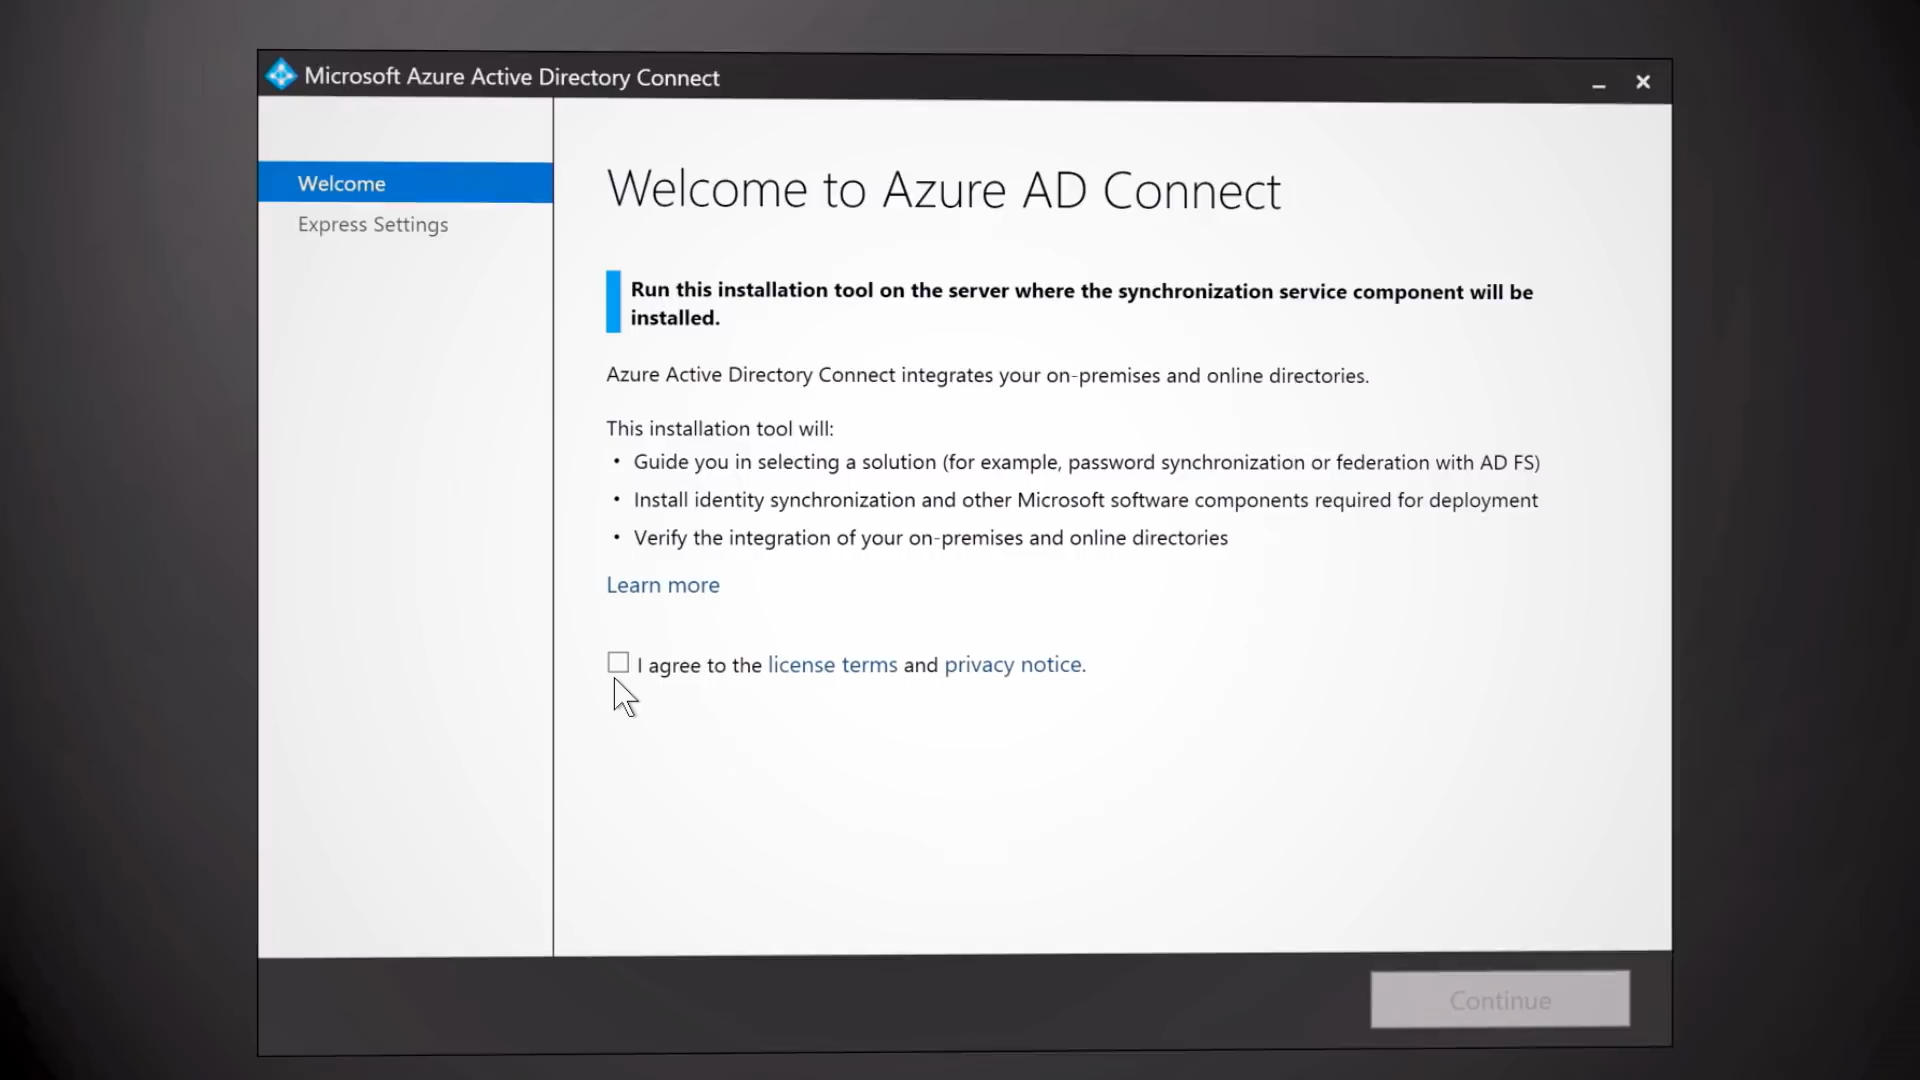 Microsoft Azure Active Directory Connect
Welcome
Express Settings
Welcome to Azure AD Connect
Run this installation tool on the server where the synchronization service component will be
installed.
Azure Active Directory Connect integrates your on-premises and online directories.
This installation tool will:
• Guide you in selecting a solution (for example, password synchronization or federation with AD FS)
• Install identity synchronization and other Microsoft software components required for deployment
• Verify the integration of your on-premises and online directories
Learn more
I agree to the license terms and privacy notice.
Continue